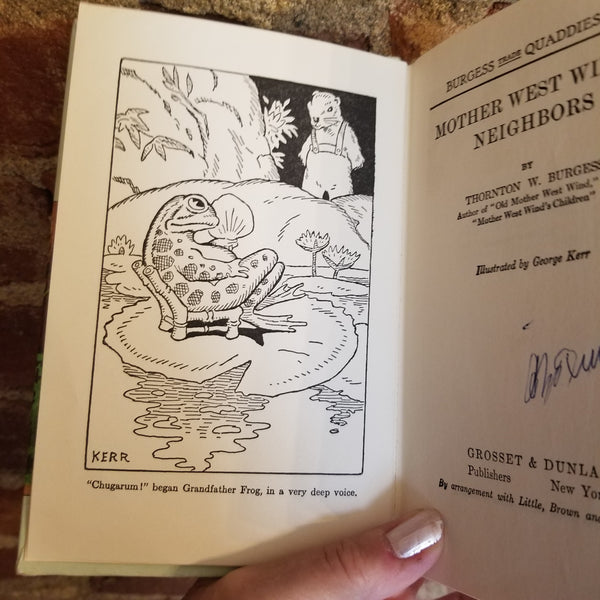 KERR
"Chugarum!" began Grandfather Frog, in a very deep voice.
BURGESS TRADE QUADDIES
MOTHER WEST WI
NEIGHBORS
BY
THORNTON W. BURGESS
Author of "Old Mother West Wind,"
"Mother West Wind's Children"
Illustrated by George Kerr
GROSSET & DUNLA
Publishers New Yor
By arrangement with Little, Brown and